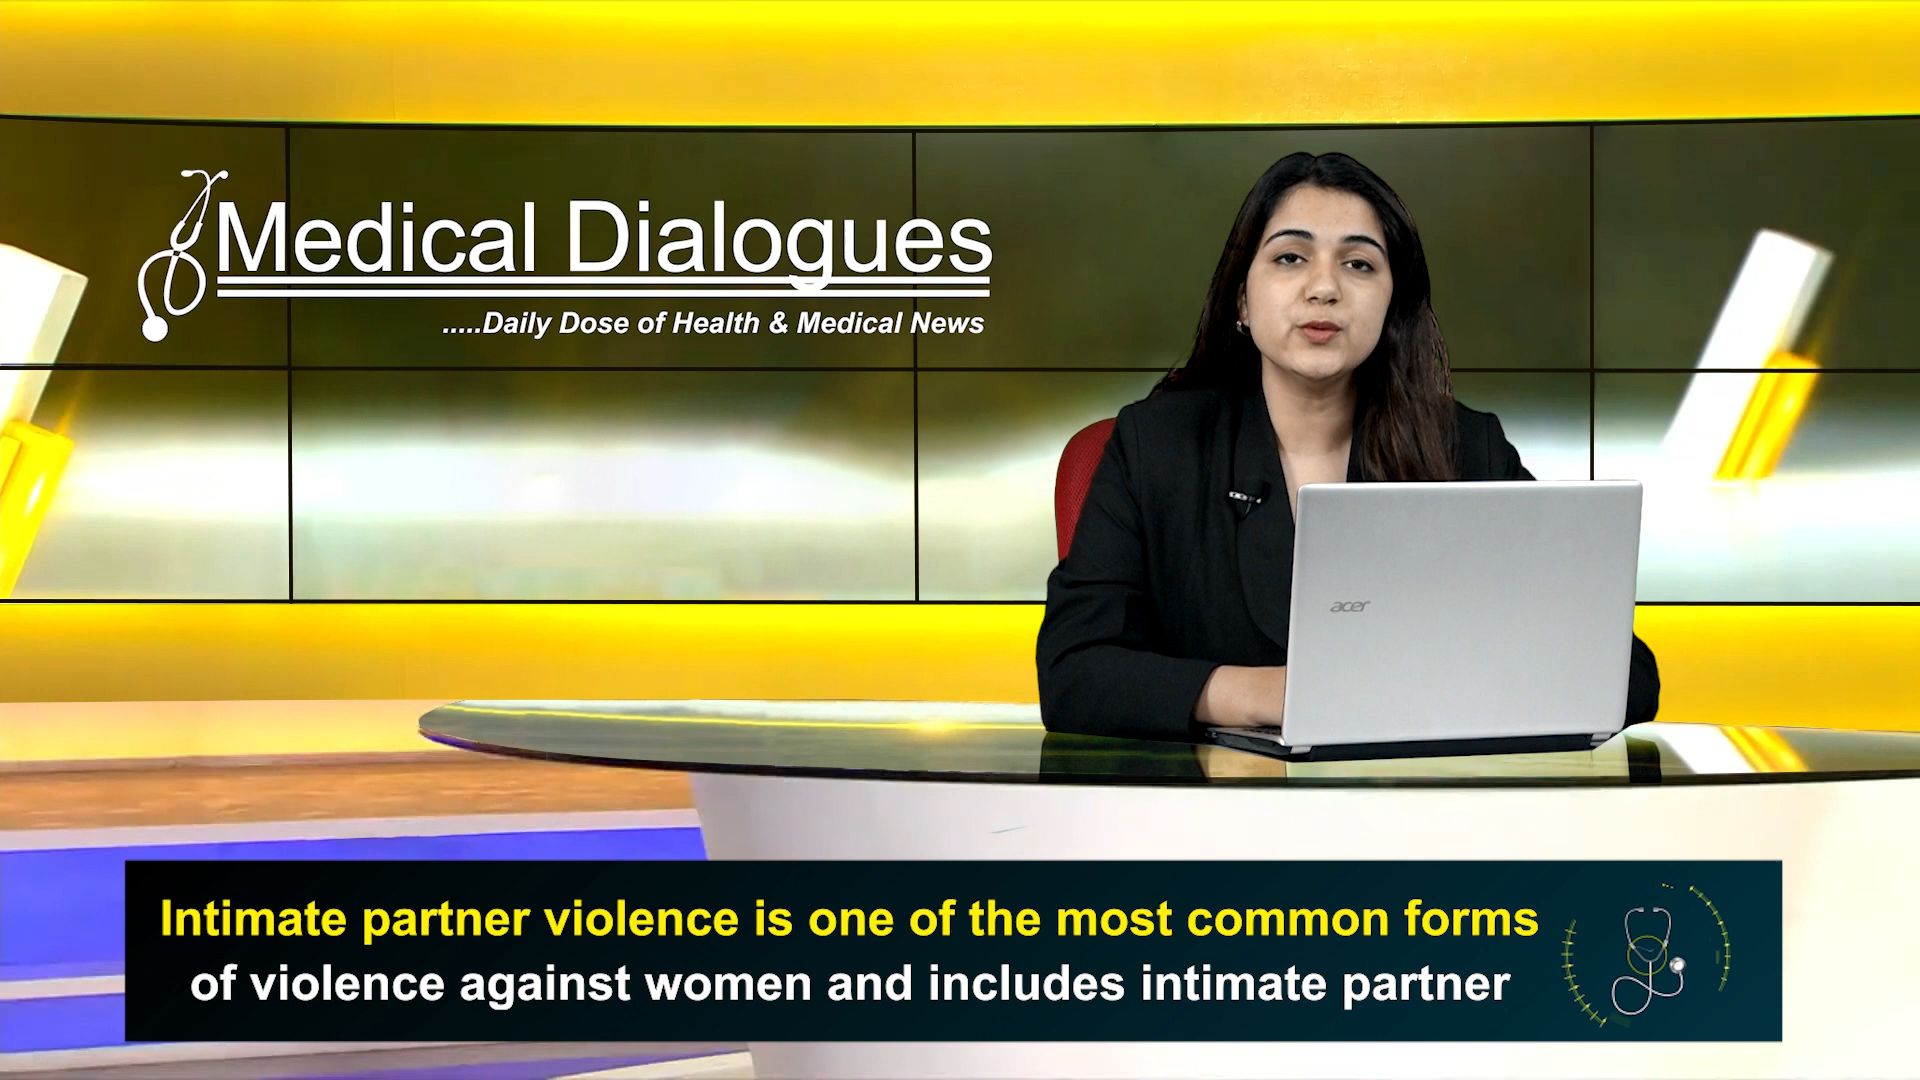 Medical Dialogues
.....Daily Dose of Health & Medical News
acer
Intimate partner violence is one of the most common forms
of violence against women and includes intimate partner